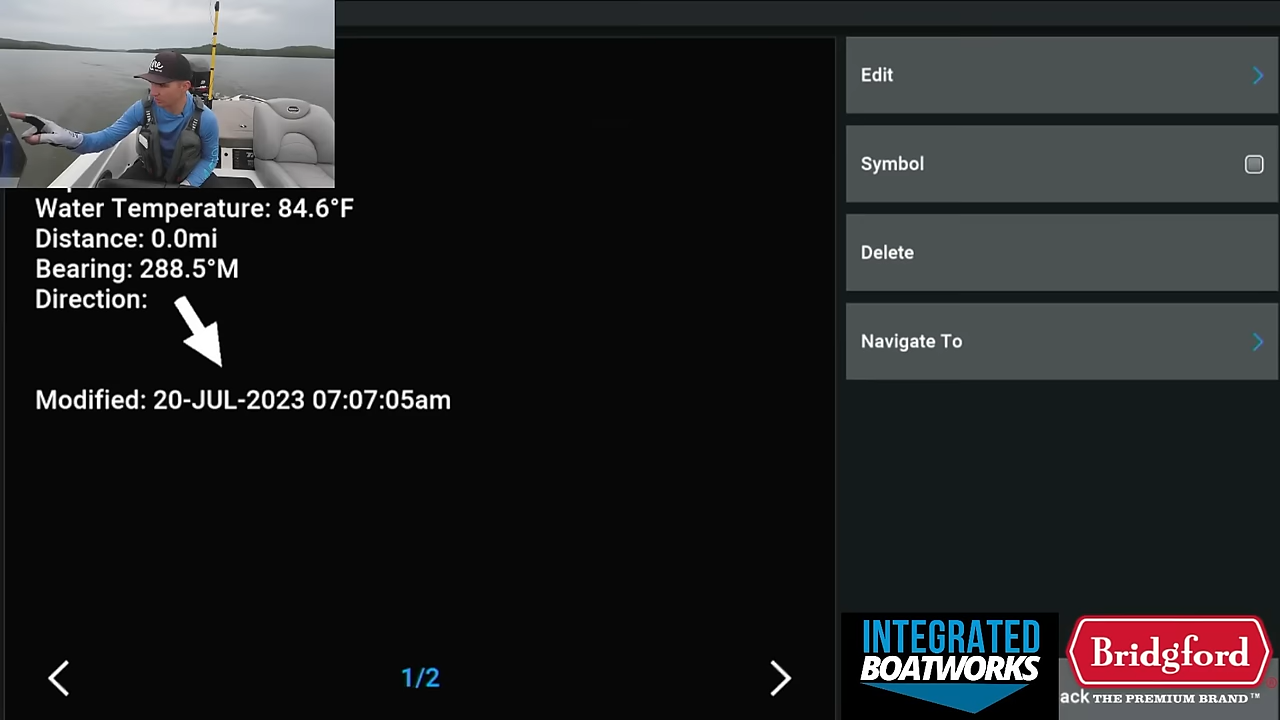 Edit
Symbol
Delete
Navigate To
Water Temperature: 84.6°F
Distance: 0.0mi
Bearing: 288.5°M
Direction:
Modified: 20-JUL-2023 07:07:05am
1/2
INTEGRATED
BOATWORKS
Bridgford
THE PREMIUM BRAND™
ack